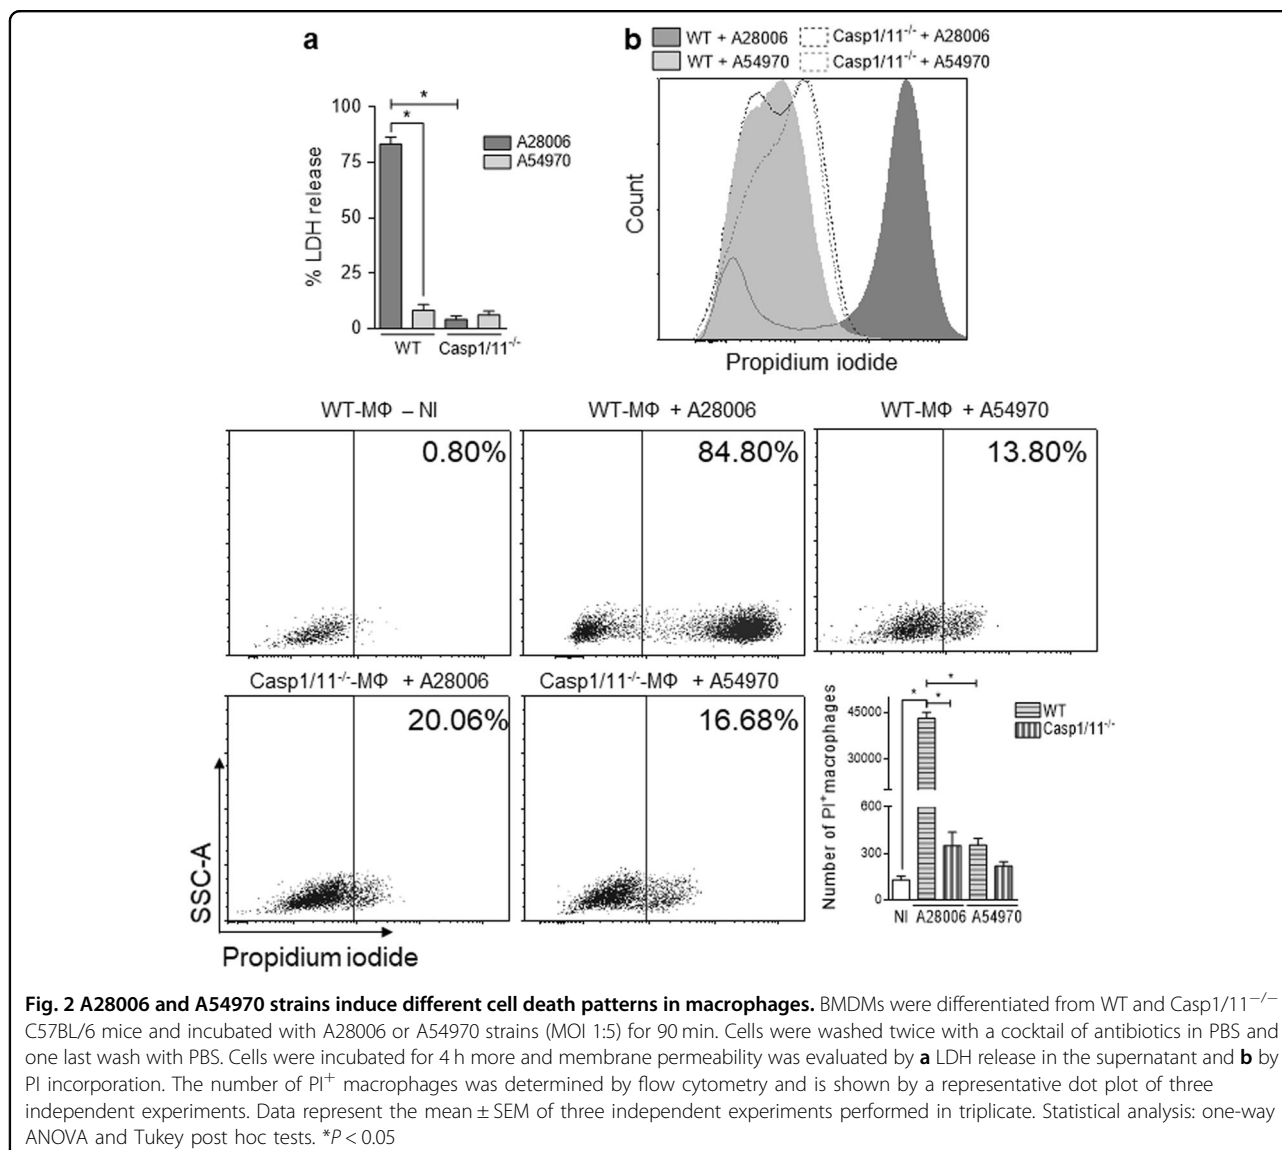 a
100
75
50
25
0
% LDH release
*
*
A28006
A54970
WT
Casp1/11-/-
b
WT + A28006
Casp1/11-/- + A28006
WT + A54970
Casp1/11-/- + A54970
Count
Propidium iodide
WT-MΦ – NI
WT-MΦ + A28006
WT-MΦ + A54970
0.80%
84.80%
13.80%
Casp1/11-/--MΦ + A28006
Casp1/11-/--MΦ + A54970
20.06%
16.68%
SSC-A
Propidium iodide
Number of PI+macrophages
45000
30000
600
300
0
*
*
*
WT
Casp1/11-/-
NI
A28006
A54970
Fig. 2 A28006 and A54970 strains induce different cell death patterns in macrophages. BMDMs were differentiated from WT and Casp1/11−/−
C57BL/6 mice and incubated with A28006 or A54970 strains (MOI 1:5) for 90 min. Cells were washed twice with a cocktail of antibiotics in PBS and
one last wash with PBS. Cells were incubated for 4 h more and membrane permeability was evaluated by a LDH release in the supernatant and b by
PI incorporation. The number of PI+ macrophages was determined by flow cytometry and is shown by a representative dot plot of three
independent experiments. Data represent the mean ± SEM of three independent experiments performed in triplicate. Statistical analysis: one-way
ANOVA and Tukey post hoc tests. *P < 0.05